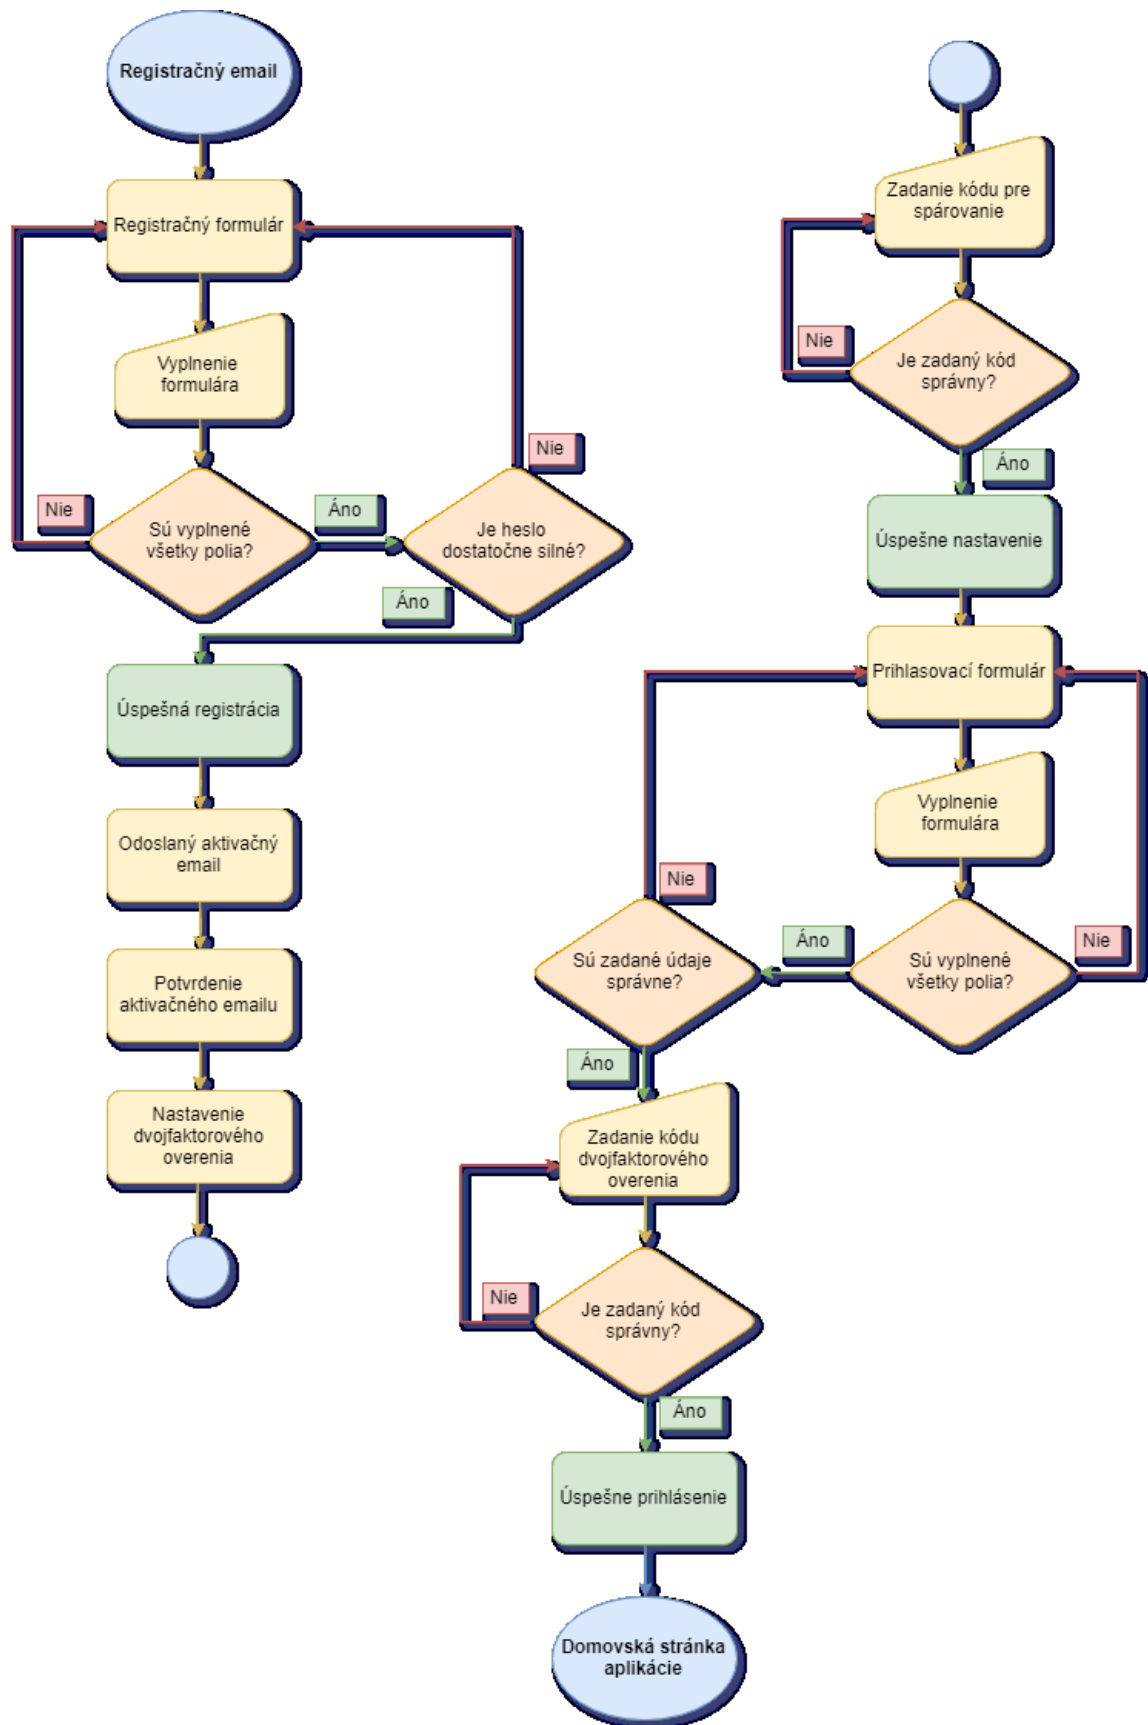 Registračný email
Registračný formulár
Vyplnenie
formulára
Nie
Sú vyplnené
všetky polia?
Áno
Nie
Je heslo
dostatočne silné?
Áno
Úspešná registrácia
Odoslaný aktivačný
email
Potvrdenie
aktivačného emailu
Nastavenie
dvojfaktorového
overenia
Zadanie kódu pre
spárovanie
Nie
Je zadaný kód
správny?
Áno
Úspešne nastavenie
Prihlasovací formulár
Vyplnenie
formulára
Nie
Sú vyplnené
všetky polia?
Áno
Nie
Sú zadané údaje
správne?
Áno
Zadanie kódu
dvojfaktorového
overenia
Nie
Je zadaný kód
správny?
Áno
Úspešne prihlásenie
Domovská stránka
aplikácie